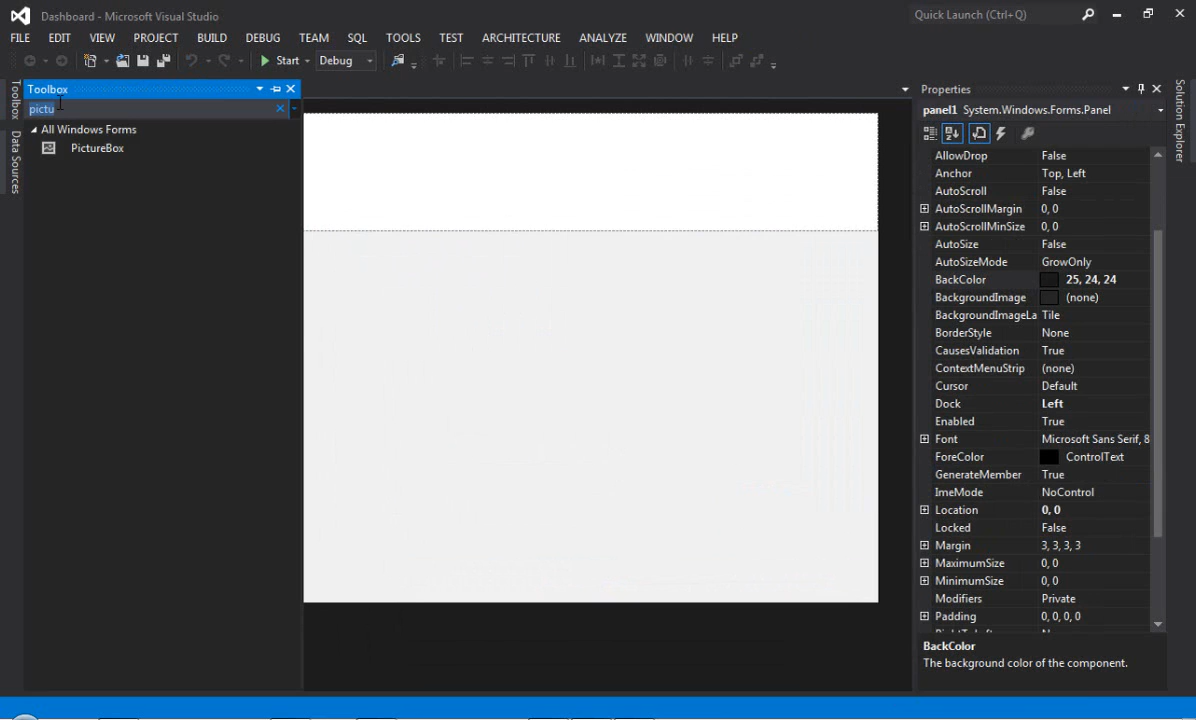 Dashboard - Microsoft Visual Studio
Quick Launch (Ctrl+Q)
FILE EDIT VIEW PROJECT BUILD DEBUG TEAM SQL TOOLS TEST ARCHITECTURE ANALYZE WINDOW HELP
Start Debug
Toolbox
Data Sources
Toolbox
pictu
All Windows Forms
PictureBox
Properties
panel1 System.Windows.Forms.Panel
AllowDrop False
Anchor Top, Left
AutoScroll False
AutoScrollMargin 0, 0
AutoScrollMinSize 0, 0
AutoSize False
AutoSizeMode GrowOnly
BackColor 25, 24, 24
BackgroundImage (none)
BackgroundImageLa Tile
BorderStyle None
CausesValidation True
ContextMenuStrip (none)
Cursor Default
Dock Left
Enabled True
Font Microsoft Sans Serif, 8
ForeColor ControlText
GenerateMember True
ImeMode NoControl
Location 0, 0
Locked False
Margin 3, 3, 3, 3
MaximumSize 0, 0
MinimumSize 0, 0
Modifiers Private
Padding 0, 0, 0, 0
BackColor
The background color of the component.
Solution Explorer